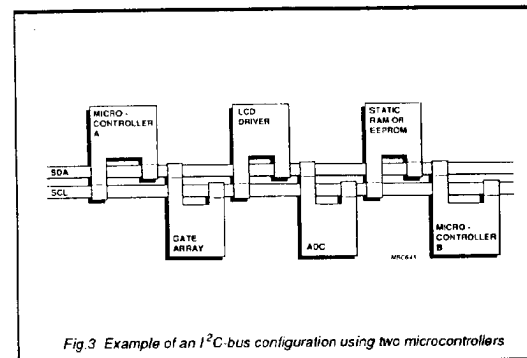 MICRO -
CONTROLLER
A
LCD
DRIVER
STATIC
RAM OR
EEPROM
SDA
SCL
GATE
ARRAY
ADC
MICRO -
CONTROLLER
B
MBC645
Fig.3 Example of an I²C-bus configuration using two microcontrollers